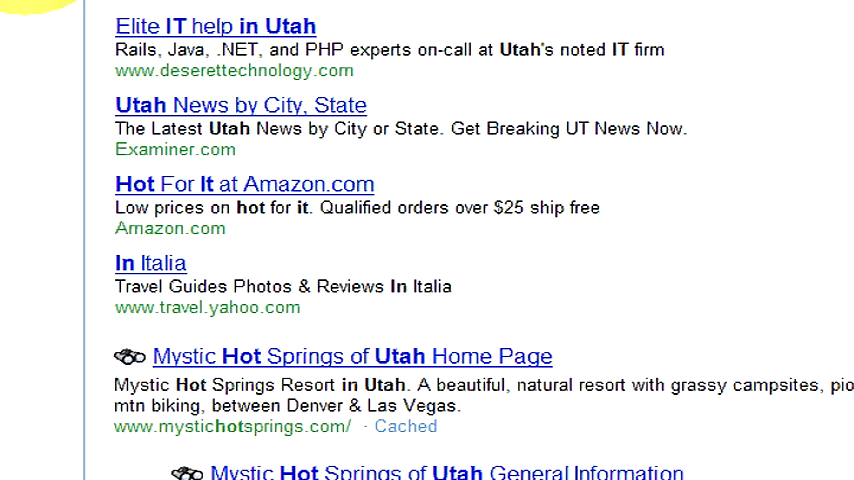 Elite IT help in Utah
Rails, Java, .NET, and PHP experts on-call at Utah's noted IT firm
www.deserettechnology.com
Utah News by City, State
The Latest Utah News by City or State. Get Breaking UT News Now.
Examiner.com
Hot For It at Amazon.com
Low prices on hot for it. Qualified orders over $25 ship free
Amazon.com
In Italia
Travel Guides Photos & Reviews In Italia
www.travel.yahoo.com
Mystic Hot Springs of Utah Home Page
Mystic Hot Springs Resort in Utah. A beautiful, natural resort with grassy campsites, pio
mtn biking, between Denver & Las Vegas.
www.mystichotsprings.com/ · Cached
Mystic Hot Springs of Utah General Information